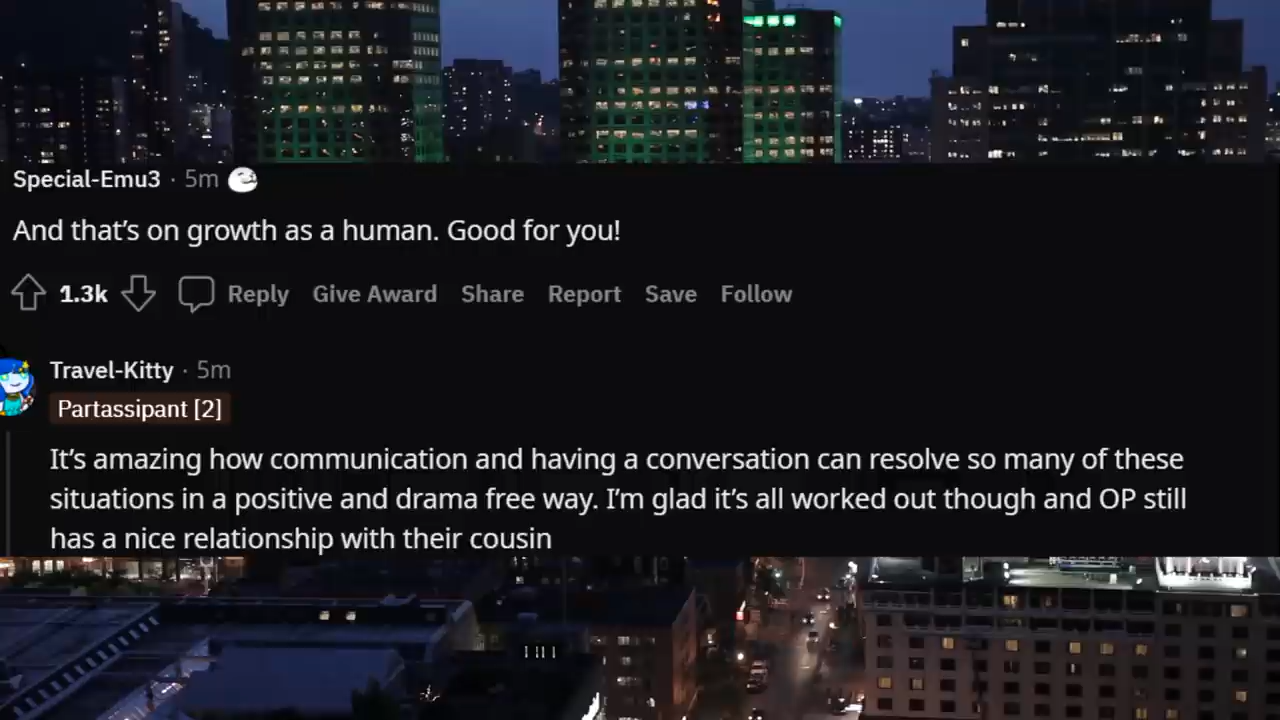 Special-Emu3 · 5m
And that's on growth as a human. Good for you!
1.3k Reply Give Award Share Report Save Follow
Travel-Kitty · 5m
Partassipant [2]
It's amazing how communication and having a conversation can resolve so many of these
situations in a positive and drama free way. I'm glad it's all worked out though and OP still
has a nice relationship with their cousin